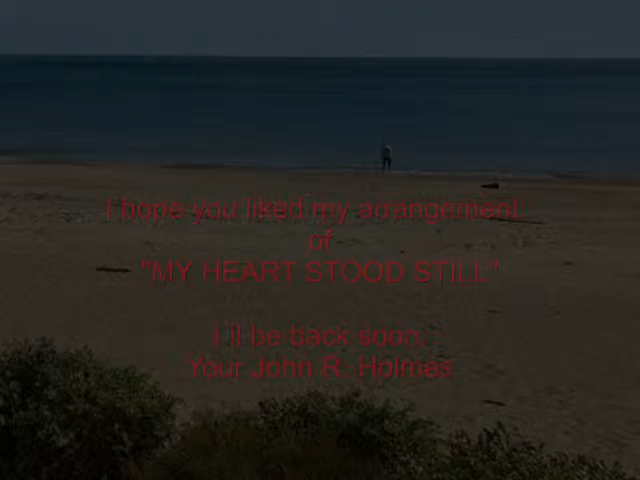 I hope you liked my arrangement
of
"MY HEART STOOD STILL"
I'll be back soon.
Your John R. Holmes